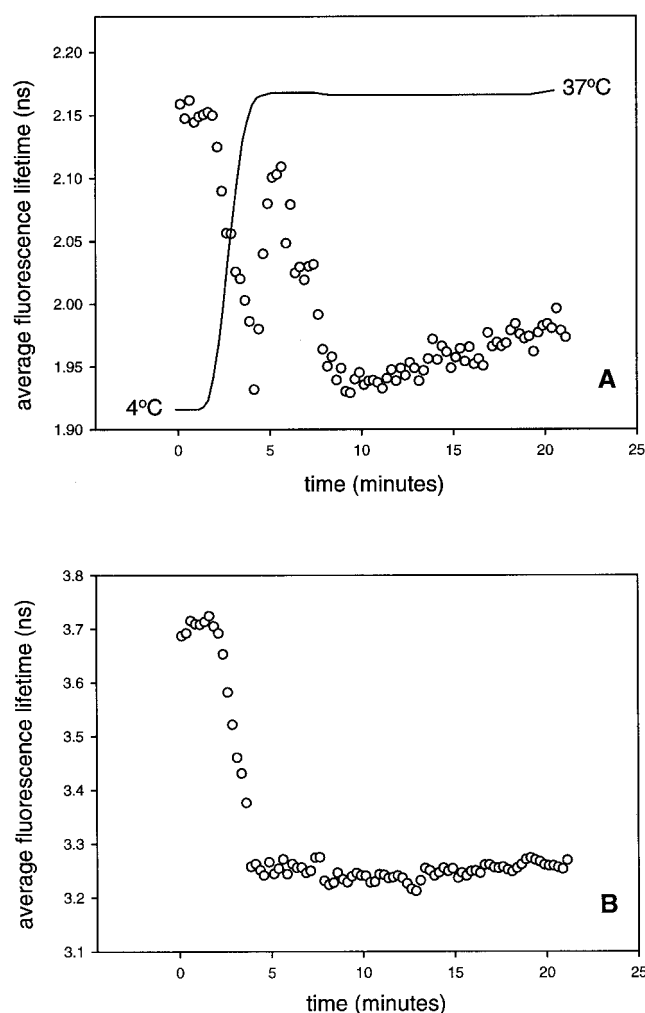 2.20
2.15
2.10
2.05
2.00
1.95
1.90
average fluorescence lifetime (ns)
37ºC
4ºC
A
0 5 10 15 20 25
time (minutes)
3.8
3.7
3.6
3.5
3.4
3.3
3.2
3.1
average fluorescence lifetime (ns)
B
0 5 10 15 20 25
time (minutes)